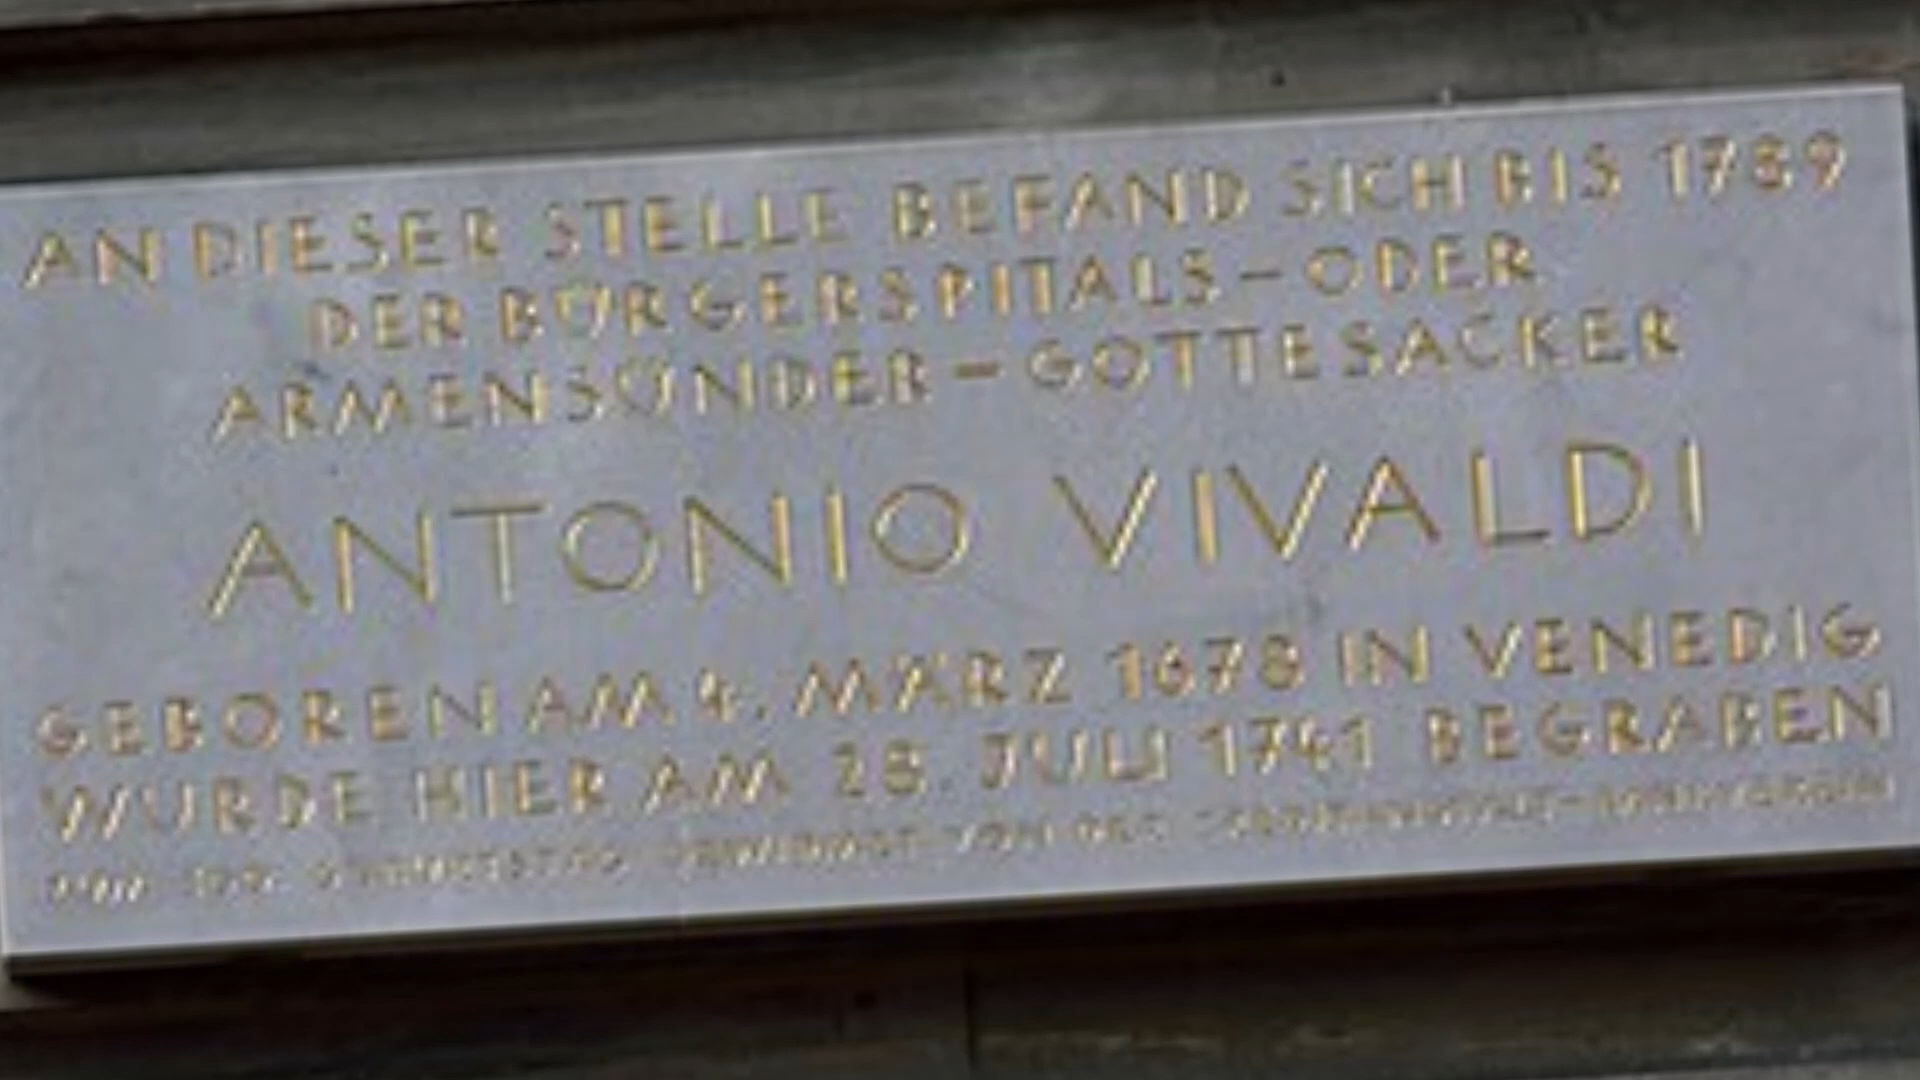 AN DIESER STELLE BEFAND SICH BIS 1789
DER BÜRGERSPITALS – ODER
ARMENSÜNDER – GOTTESACKER
ANTONIO VIVALDI
GEBOREN AM 4. MÄRZ 1678 IN VENEDIG
WURDE HIER AM 28. JULI 1741 BEGRABEN